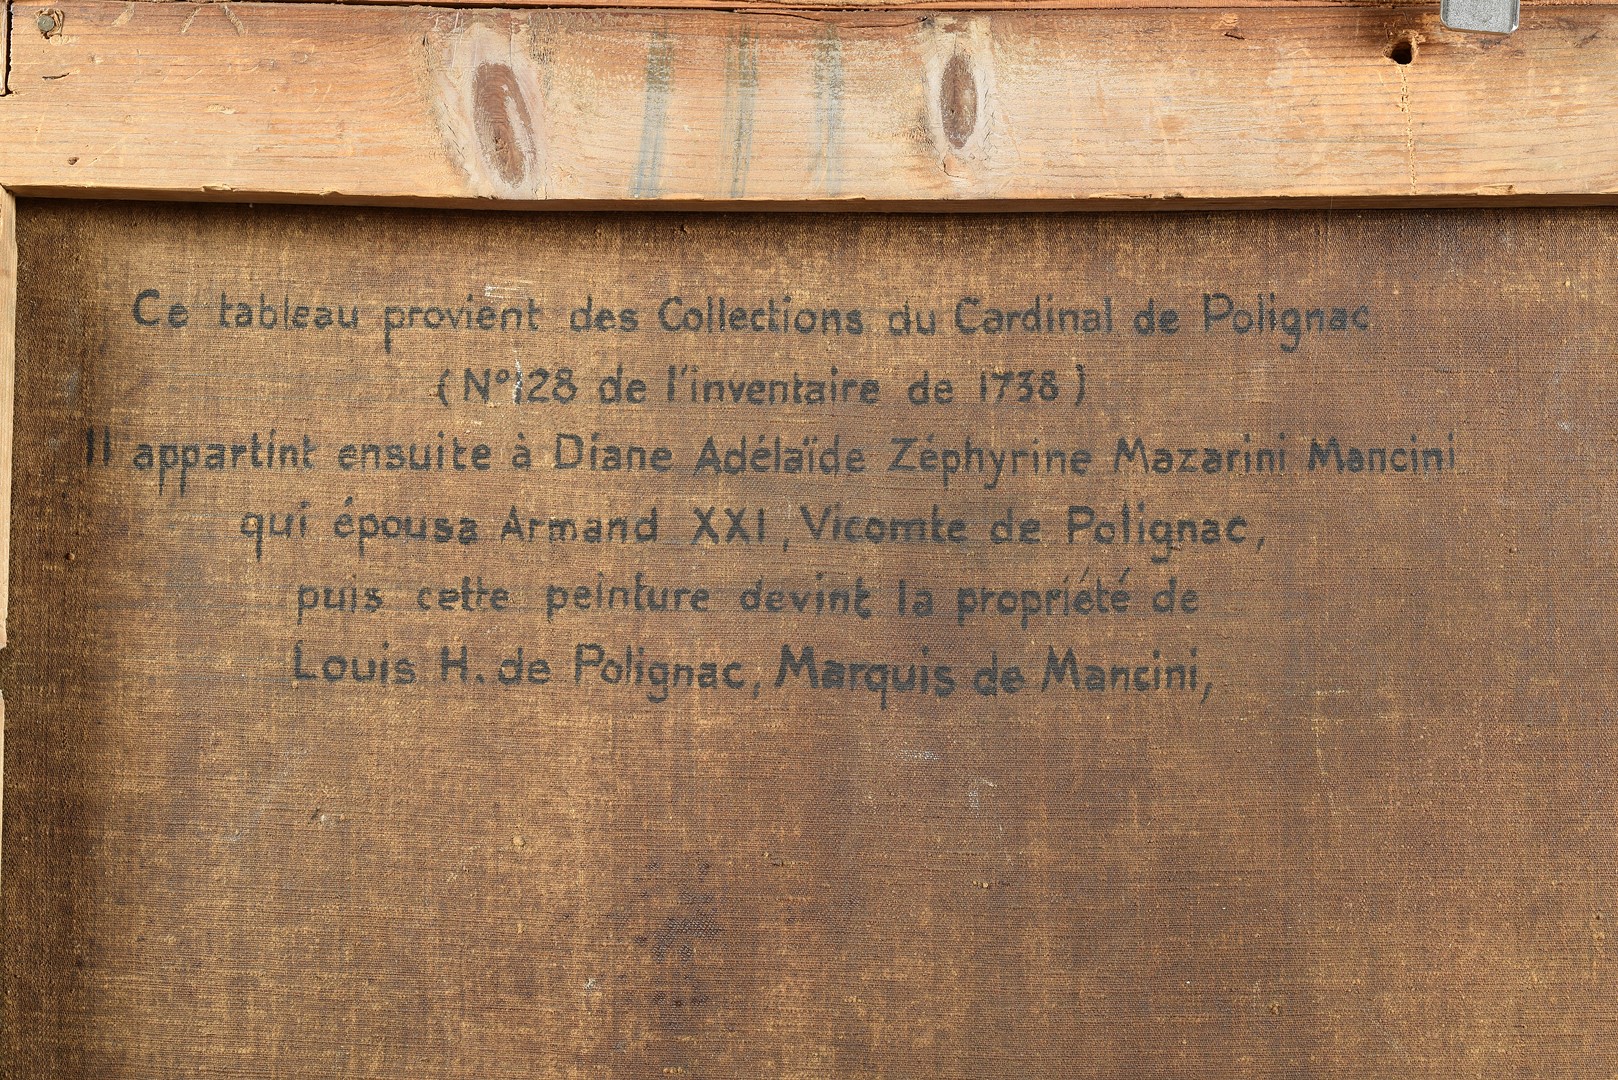 Ce tableau provient des Collections du Cardinal de Polignac
(N° 128 de l'inventaire de 1738)
Il appartint ensuite à Diane Adélaïde Zéphyrine Mazarini Mancini
qui épousa Armand XXI, Vicomte de Polignac,
puis cette peinture devint la propriété de
Louis H. de Polignac, Marquis de Mancini,